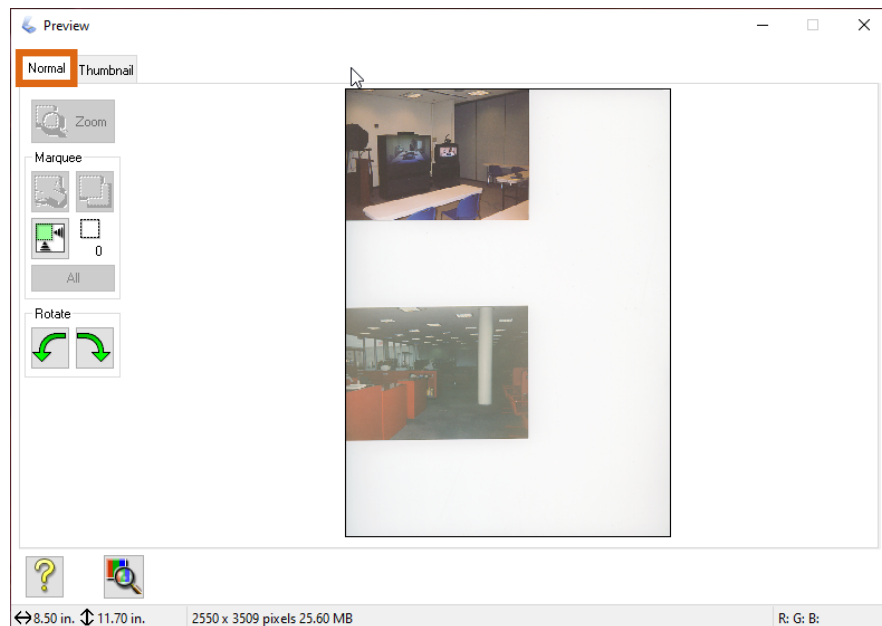 Preview
Normal Thumbnail
Zoom
Marquee
0
All
Rotate
8.50 in. 11.70 in. 2550 x 3509 pixels 25.60 MB R: G: B: